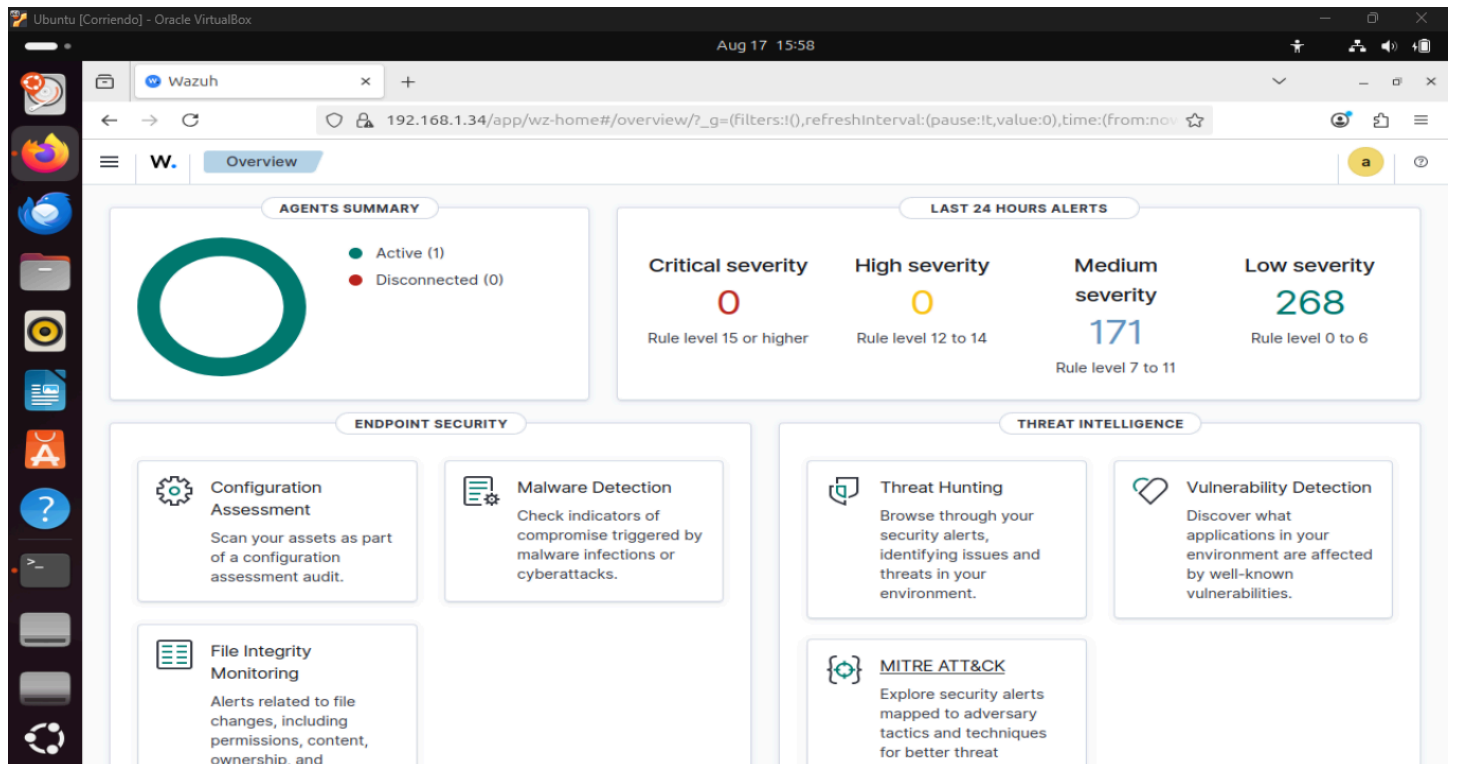 Ubuntu [Corriendo] - Oracle VirtualBox
Aug 17 15:58
Wazuh
192.168.1.34/app/wz-home#/overview/?_g=(filters:!(),refreshInterval:(pause:!t,value:0),time:(from:nov
W.
Overview
a
AGENTS SUMMARY
Active (1)
Disconnected (0)
LAST 24 HOURS ALERTS
Critical severity
0
Rule level 15 or higher
High severity
0
Rule level 12 to 14
Medium
severity
171
Rule level 7 to 11
Low severity
268
Rule level 0 to 6
ENDPOINT SECURITY
Configuration
Assessment
Scan your assets as part
of a configuration
assessment audit.
Malware Detection
Check indicators of
compromise triggered by
malware infections or
cyberattacks.
File Integrity
Monitoring
Alerts related to file
changes, including
permissions, content,
ownership, and
THREAT INTELLIGENCE
Threat Hunting
Browse through your
security alerts,
identifying issues and
threats in your
environment.
Vulnerability Detection
Discover what
applications in your
environment are affected
by well-known
vulnerabilities.
MITRE ATT&CK
Explore security alerts
mapped to adversary
tactics and techniques
for better threat